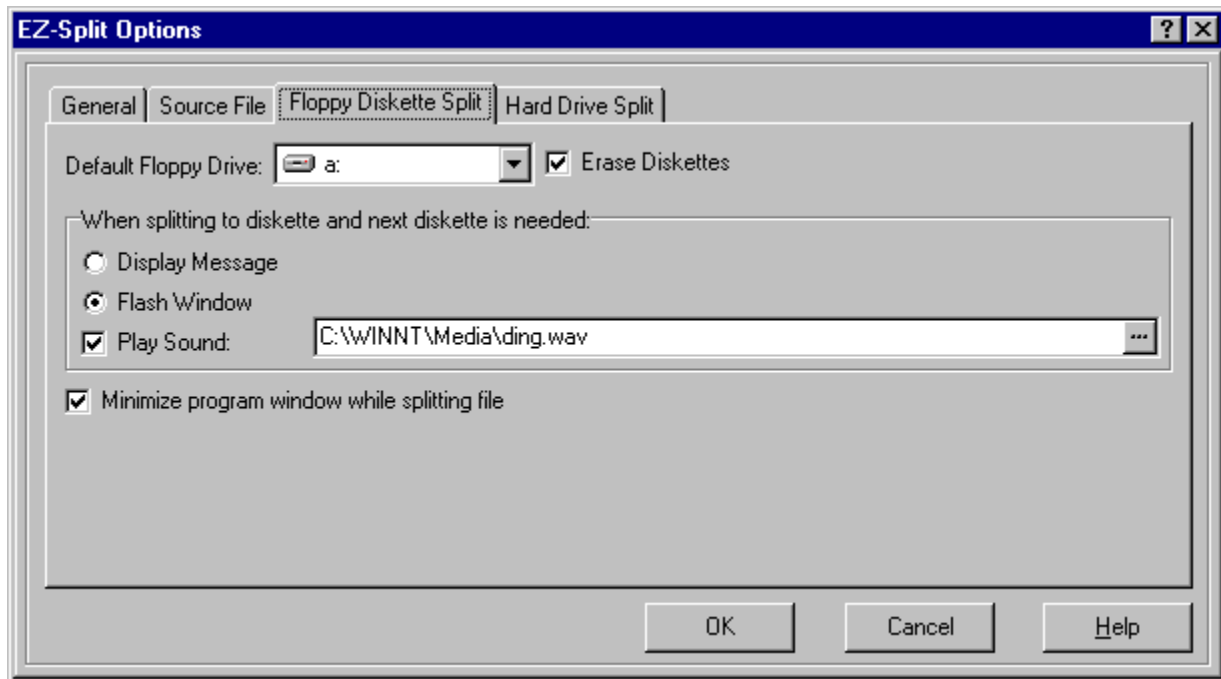 EZ-Split Options
General Source File Floppy Diskette Split Hard Drive Split
Default Floppy Drive: a: Erase Diskettes
When splitting to diskette and next diskette is needed:
Display Message
Flash Window
Play Sound: C:\WINNT\Media\ding.wav ...
Minimize program window while splitting file
OK Cancel Help